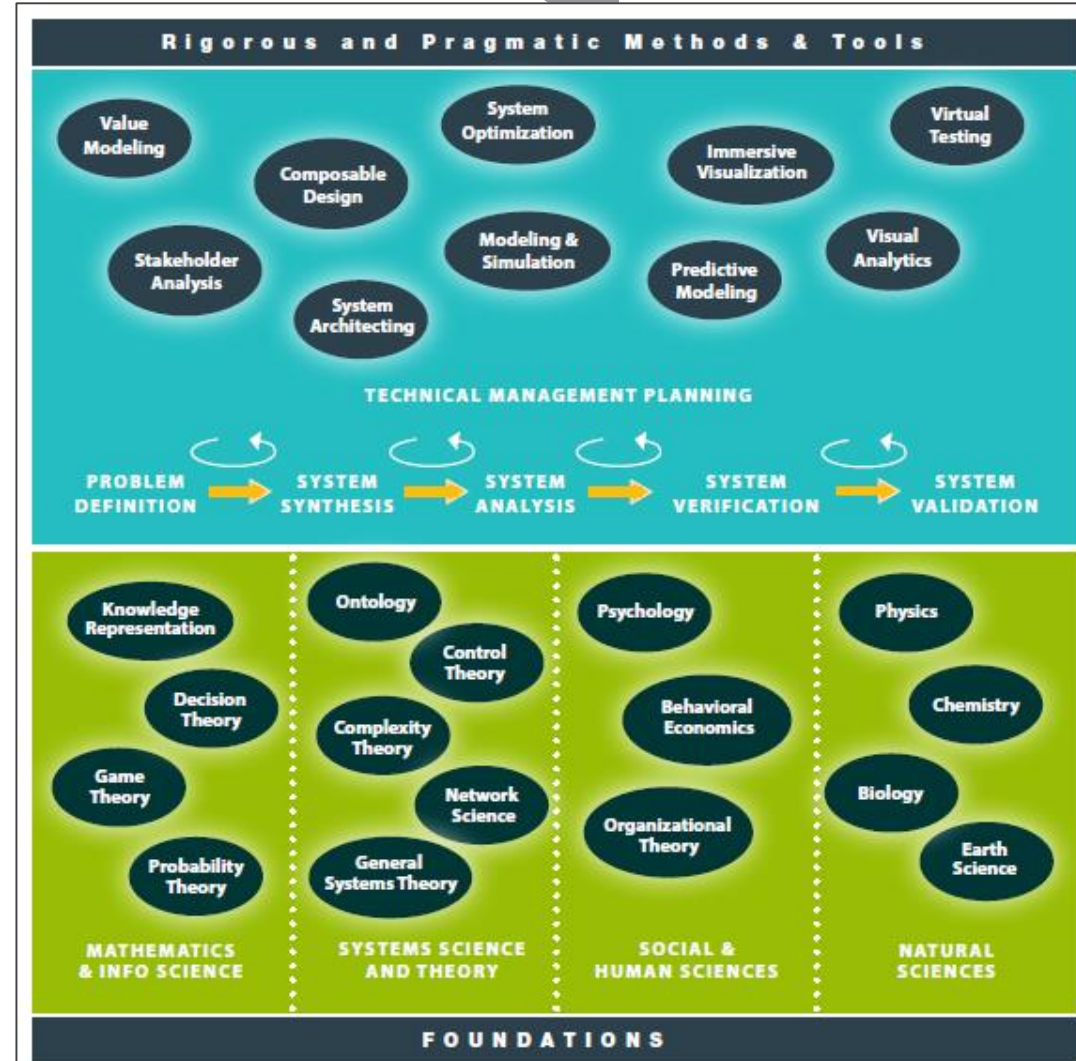 Rigorous and Pragmatic Methods & Tools
Value
Modeling
System
Optimization
Virtual
Testing
Composable
Design
Immersive
Visualization
Stakeholder
Analysis
Modeling &
Simulation
Visual
Analytics
System
Architecting
Predictive
Modeling
TECHNICAL MANAGEMENT PLANNING
PROBLEM
DEFINITION
SYSTEM
SYNTHESIS
SYSTEM
ANALYSIS
SYSTEM
VERIFICATION
SYSTEM
VALIDATION
Knowledge
Representation
Decision
Theory
Game
Theory
Probability
Theory
MATHEMATICS
& INFO SCIENCE
Ontology
Control
Theory
Complexity
Theory
Network
Science
General
Systems Theory
SYSTEMS SCIENCE
AND THEORY
Psychology
Behavioral
Economics
Organizational
Theory
SOCIAL &
HUMAN SCIENCES
Physics
Chemistry
Biology
Earth
Science
NATURAL
SCIENCES
FOUNDATIONS